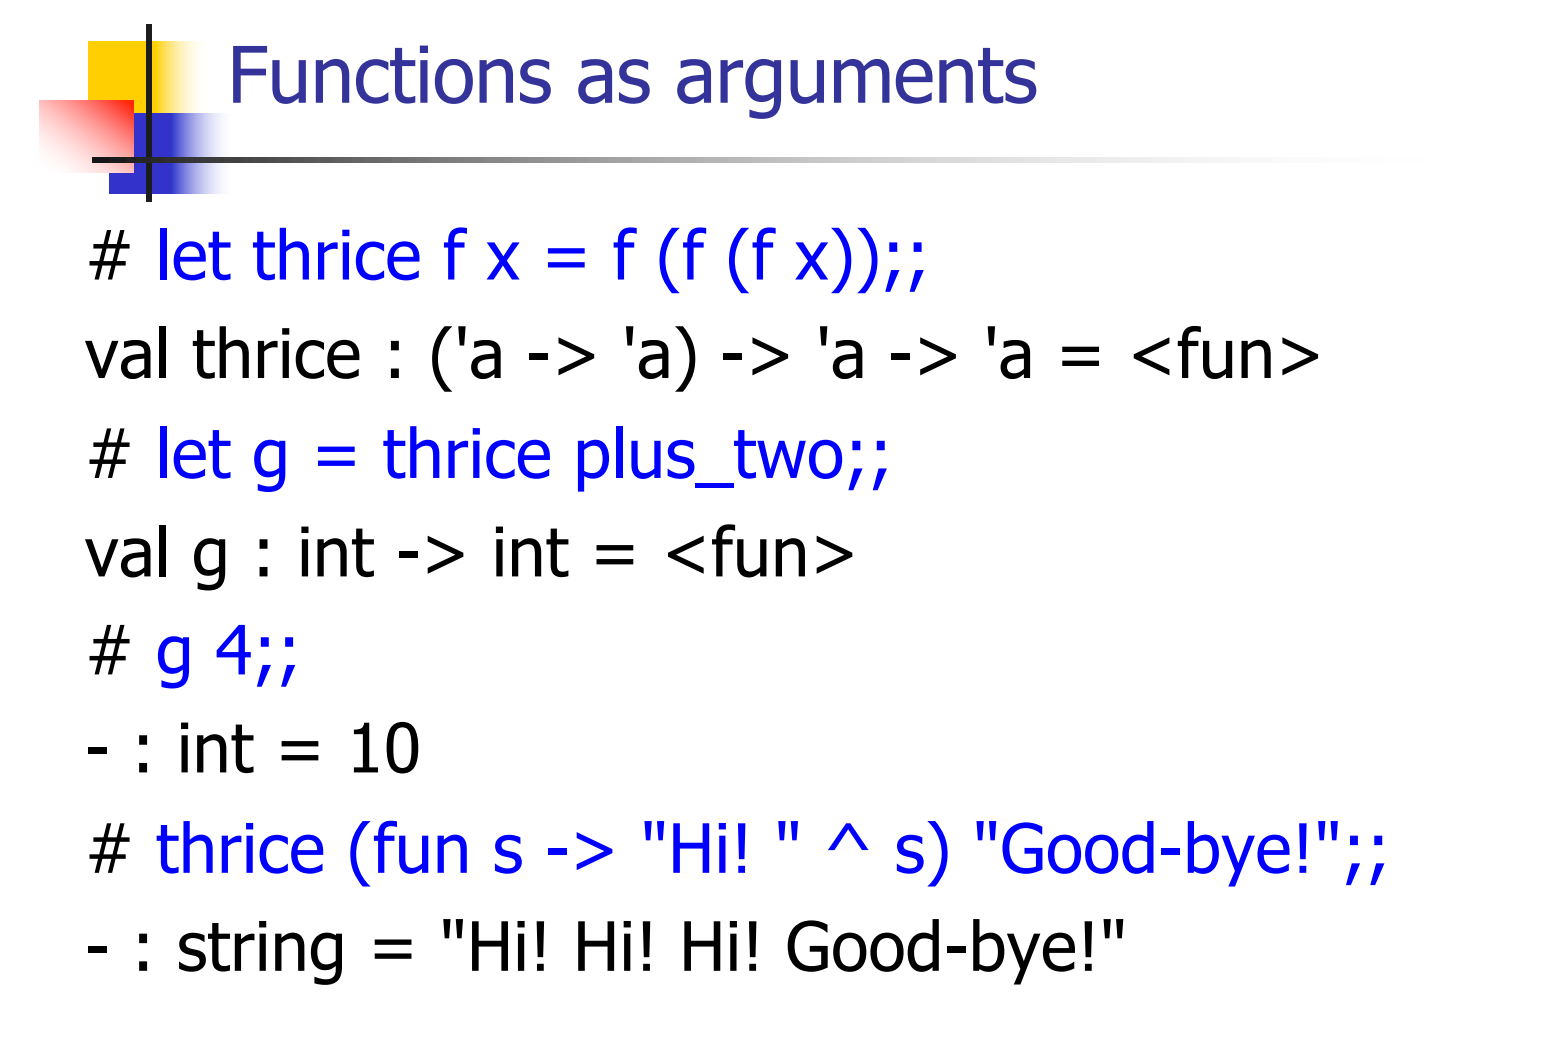 Functions as arguments
# let thrice f x = f (f (f x));;
val thrice : ('a -> 'a) -> 'a -> 'a = <fun>
# let g = thrice plus_two;;
val g : int -> int = <fun>
# g 4;;
- : int = 10
# thrice (fun s -> "Hi! " ^ s) "Good-bye!";;
- : string = "Hi! Hi! Hi! Good-bye!"